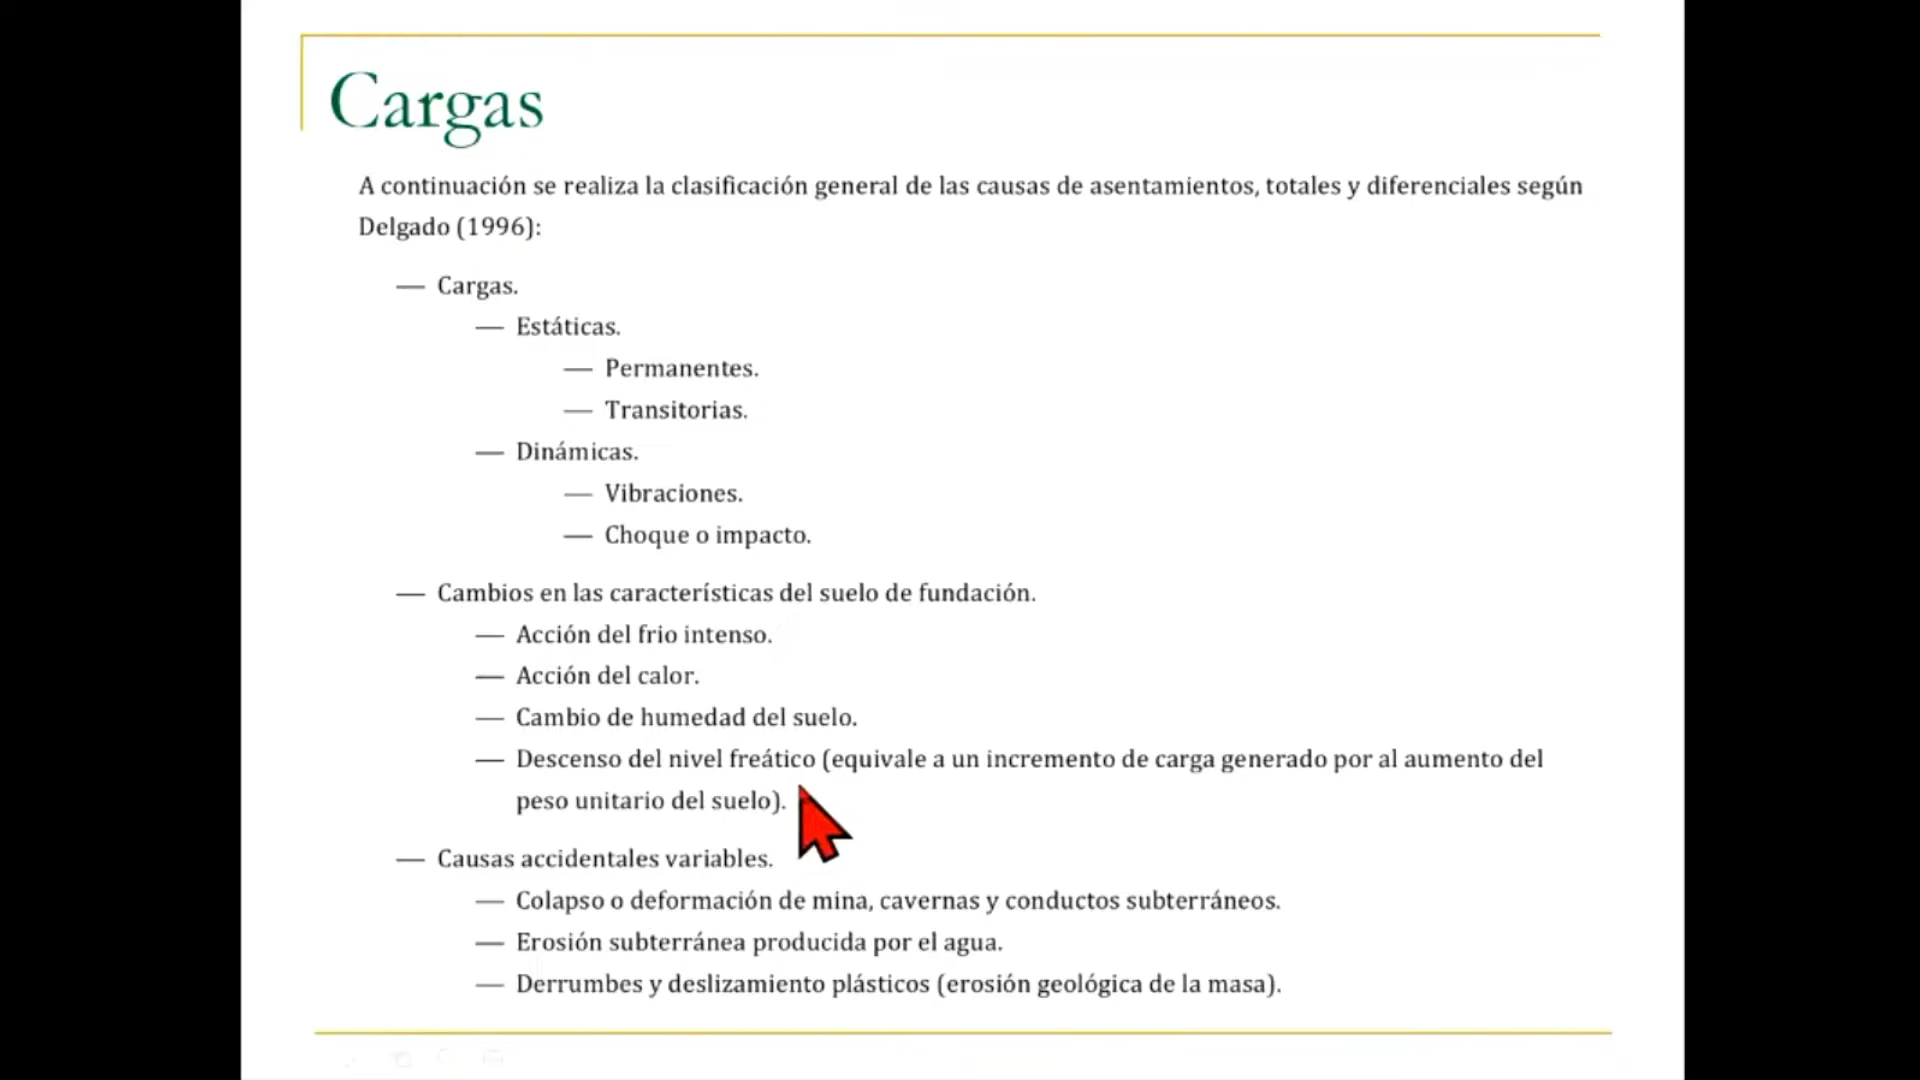 Cargas
A continuación se realiza la clasificación general de las causas de asentamientos, totales y diferenciales según
Delgado (1996):
— Cargas.
— Estáticas.
— Permanentes.
— Transitorias.
— Dinámicas.
— Vibraciones.
— Choque o impacto.
— Cambios en las características del suelo de fundación.
— Acción del frio intenso.
— Acción del calor.
— Cambio de humedad del suelo.
— Descenso del nivel freático (equivale a un incremento de carga generado por al aumento del
peso unitario del suelo).
— Causas accidentales variables.
— Colapso o deformación de mina, cavernas y conductos subterráneos.
— Erosión subterránea producida por el agua.
— Derrumbes y deslizamiento plásticos (erosión geológica de la masa).